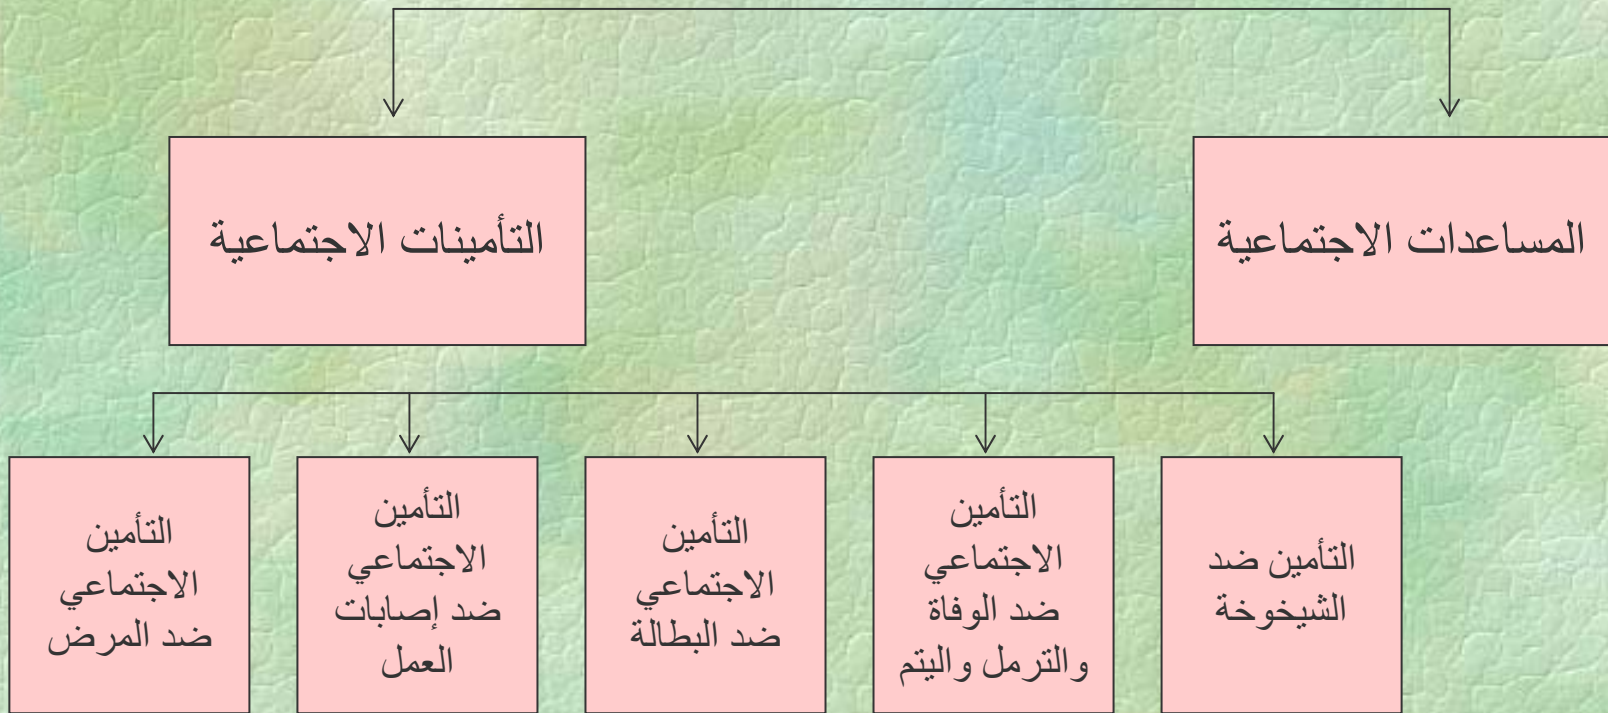 المساعدات الاجتماعية
التأمينات الاجتماعية
التأمين ضد
الشيخوخة
التأمين
الاجتماعي
ضد الوفاة
والترمل واليتم
التأمين
الاجتماعي
ضد البطالة
التأمين
الاجتماعي
ضد إصابات
العمل
التأمين
الاجتماعي
ضد المرض